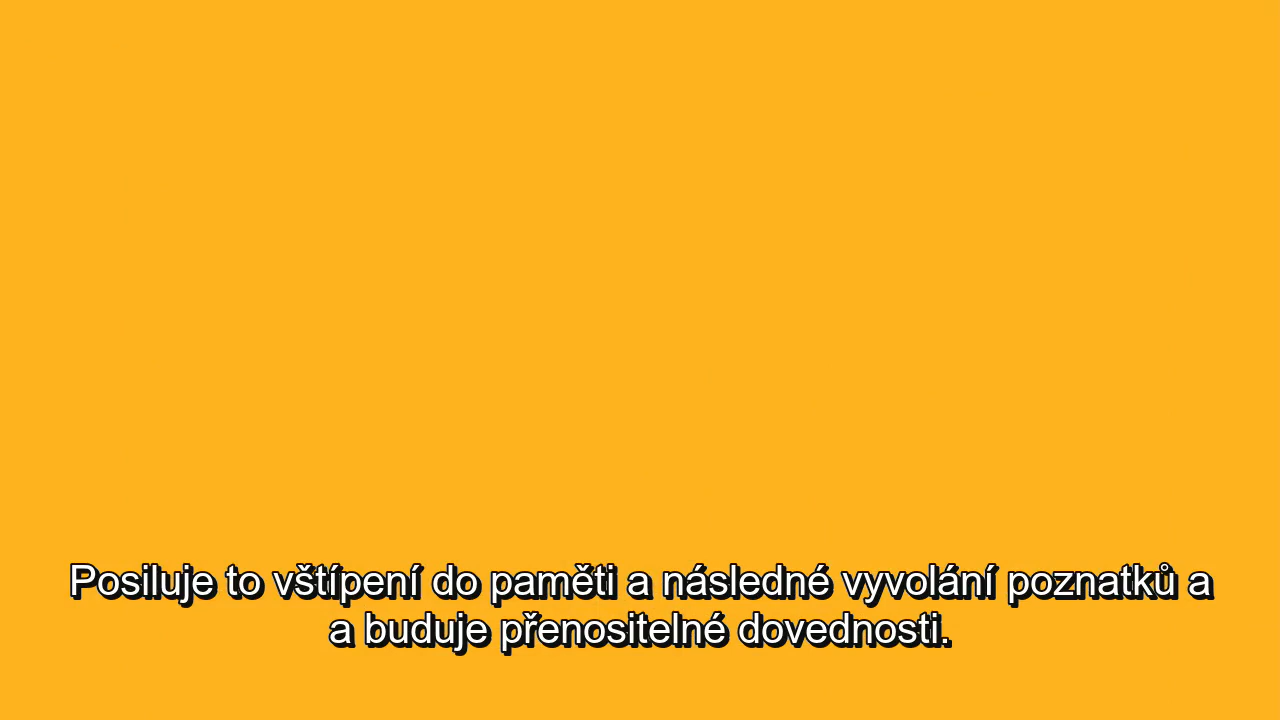 Posiluje to vštípení do paměti a následné vyvolání poznatků a
a buduje přenositelné dovednosti.